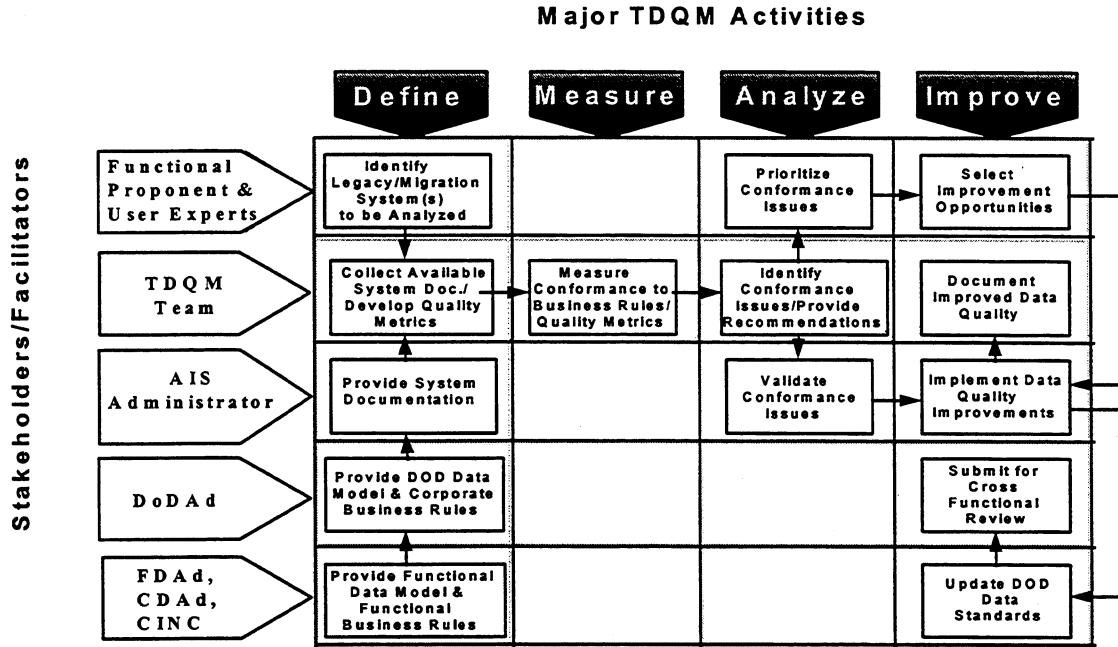 Major TDQM Activities
Define
Measure
Analyze
Improve
Stakeholders/Facilitators
Functional
Proponent &
User Experts
Identify
Legacy/Migration
System(s)
to be Analyzed
Prioritize
Conformance
Issues
Select
Improvement
Opportunities
TDQM
Team
Collect Available
System Doc./
Develop Quality
Metrics
Measure
Conformance to
Business Rules/
Quality Metrics
Identify
Conformance
Issues/Provide
Recommendations
Document
Improved Data
Quality
AIS
Administrator
Provide System
Documentation
Validate
Conformance
Issues
Implement Data
Quality
Improvements
DoDAd
Provide DOD Data
Model & Corporate
Business Rules
Submit for
Cross
Functional
Review
FDAd,
CDAd,
CINC
Provide Functional
Data Model &
Functional
Business Rules
Update DOD
Data
Standards